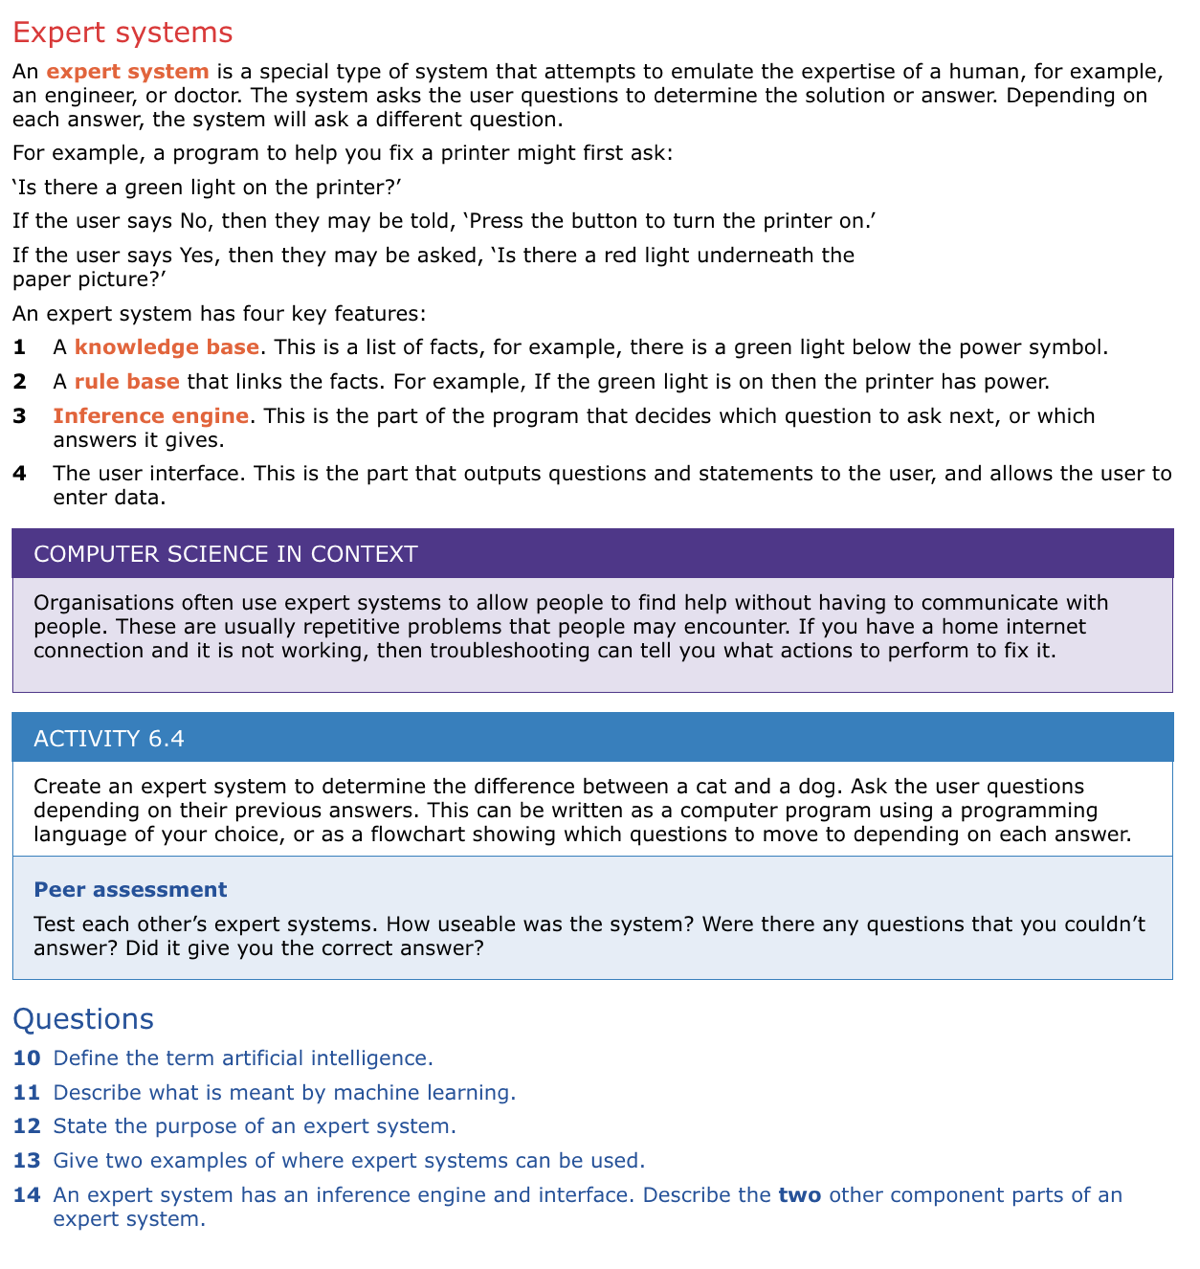 Expert systems
An expert system is a special type of system that attempts to emulate the expertise of a human, for example,
an engineer, or doctor. The system asks the user questions to determine the solution or answer. Depending on
each answer, the system will ask a different question.
For example, a program to help you fix a printer might first ask:
‘Is there a green light on the printer?’
If the user says No, then they may be told, ‘Press the button to turn the printer on.’
If the user says Yes, then they may be asked, ‘Is there a red light underneath the
paper picture?’
An expert system has four key features:
1 A knowledge base. This is a list of facts, for example, there is a green light below the power symbol.
2 A rule base that links the facts. For example, If the green light is on then the printer has power.
3 Inference engine. This is the part of the program that decides which question to ask next, or which
answers it gives.
4 The user interface. This is the part that outputs questions and statements to the user, and allows the user to
enter data.
COMPUTER SCIENCE IN CONTEXT
Organisations often use expert systems to allow people to find help without having to communicate with
people. These are usually repetitive problems that people may encounter. If you have a home internet
connection and it is not working, then troubleshooting can tell you what actions to perform to fix it.
ACTIVITY 6.4
Create an expert system to determine the difference between a cat and a dog. Ask the user questions
depending on their previous answers. This can be written as a computer program using a programming
language of your choice, or as a flowchart showing which questions to move to depending on each answer.
Peer assessment
Test each other’s expert systems. How useable was the system? Were there any questions that you couldn’t
answer? Did it give you the correct answer?
Questions
10 Define the term artificial intelligence.
11 Describe what is meant by machine learning.
12 State the purpose of an expert system.
13 Give two examples of where expert systems can be used.
14 An expert system has an inference engine and interface. Describe the two other component parts of an
expert system.